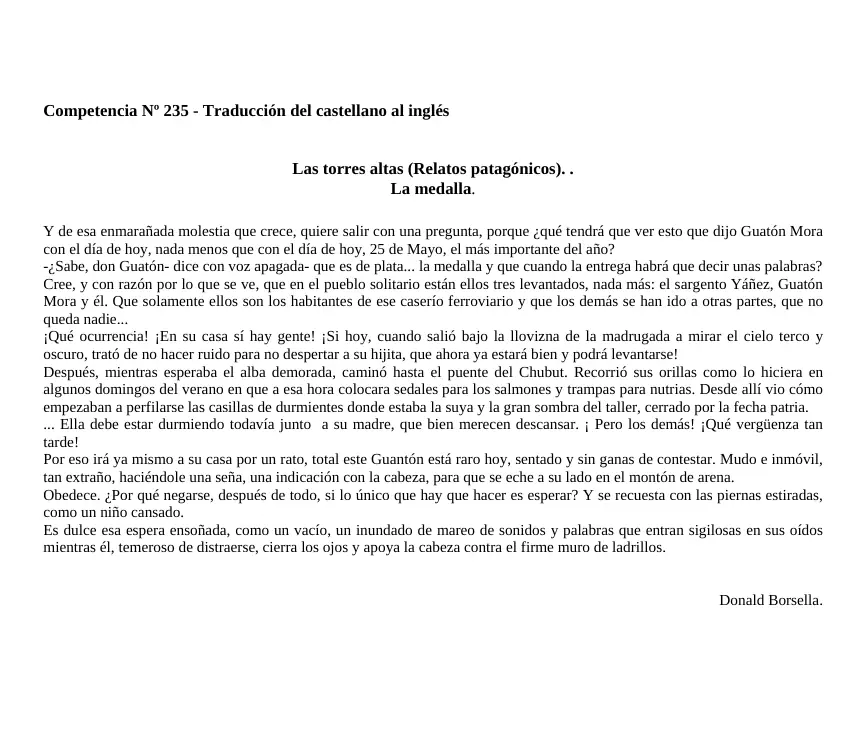 Competencia Nº 235 - Traducción del castellano al inglés
Las torres altas (Relatos patagónicos). .
La medalla.
Y de esa enmarañada molestia que crece, quiere salir con una pregunta, porque ¿qué tendrá que ver esto que dijo Guatón Mora
con el día de hoy, nada menos que con el día de hoy, 25 de Mayo, el más importante del año?
-¿Sabe, don Guatón- dice con voz apagada- que es de plata... la medalla y que cuando la entrega habrá que decir unas palabras?
Cree, y con razón por lo que se ve, que en el pueblo solitario están ellos tres levantados, nada más: el sargento Yáñez, Guatón
Mora y él. Que solamente ellos son los habitantes de ese caserío ferroviario y que los demás se han ido a otras partes, que no
queda nadie...
¡Qué ocurrencia! ¡En su casa sí hay gente! ¡Si hoy, cuando salió bajo la llovizna de la madrugada a mirar el cielo terco y
oscuro, trató de no hacer ruido para no despertar a su hijita, que ahora ya estará bien y podrá levantarse!
Después, mientras esperaba el alba demorada, caminó hasta el puente del Chubut. Recorrió sus orillas como lo hiciera en
algunos domingos del verano en que a esa hora colocara sedales para los salmones y trampas para nutrias. Desde allí vio cómo
empezaban a perfilarse las casillas de durmientes donde estaba la suya y la gran sombra del taller, cerrado por la fecha patria.
... Ella debe estar durmiendo todavía junto  a su madre, que bien merecen descansar. ¡ Pero los demás! ¡Qué vergüenza tan
tarde!
Por eso irá ya mismo a su casa por un rato, total este Guantón está raro hoy, sentado y sin ganas de contestar. Mudo e inmóvil,
tan extraño, haciéndole una seña, una indicación con la cabeza, para que se eche a su lado en el montón de arena.
Obedece. ¿Por qué negarse, después de todo, si lo único que hay que hacer es esperar? Y se recuesta con las piernas estiradas,
como un niño cansado.
Es dulce esa espera ensoñada, como un vacío, un inundado de mareo de sonidos y palabras que entran sigilosas en sus oídos
mientras él, temeroso de distraerse, cierra los ojos y apoya la cabeza contra el firme muro de ladrillos.
Donald Borsella.